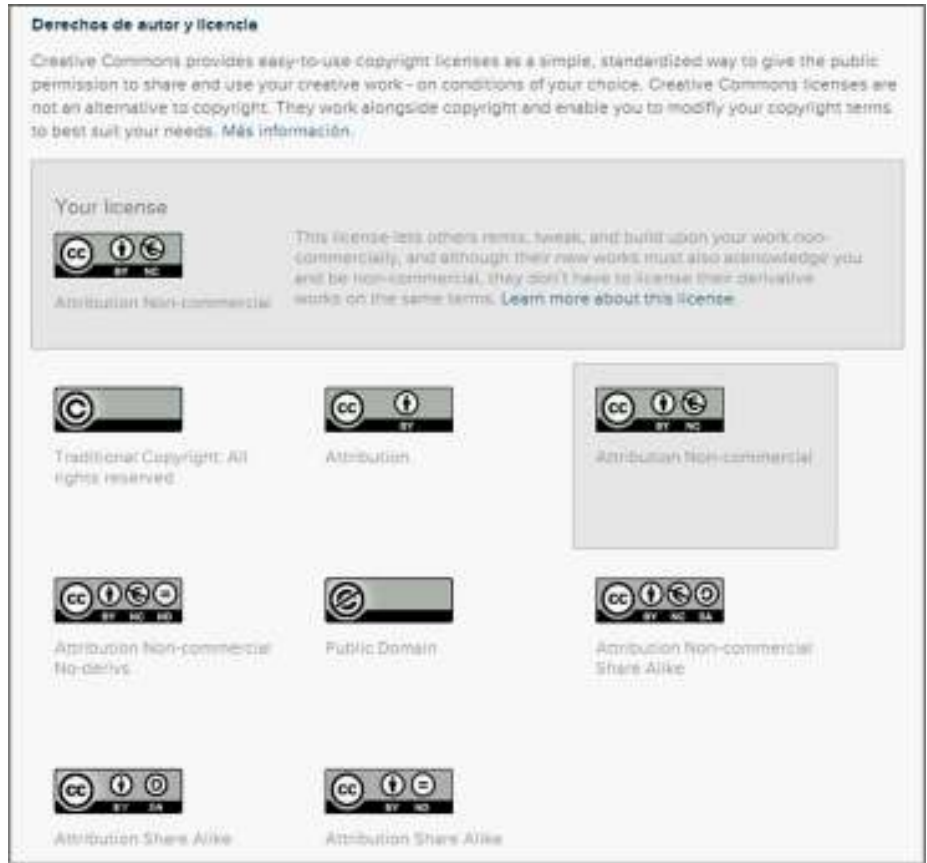 Derechos de autor y licencia
Creative Commons provides easy-to-use copyright licenses as a simple, standardized way to give the public
permission to share and use your creative work - on conditions of your choice. Creative Commons licenses are
not an alternative to copyright. They work alongside copyright and enable you to modify your copyright terms
to best suit your needs. Más información.
Your license
cc BY NC
Attribution Non-commercial
This license lets others remix, tweak, and build upon your work non-
commercially, and although their new works must also acknowledge you
and be non-commercial, they don't have to license their derivative
works on the same terms. Learn more about this license
C
Traditional Copyright: All
rights reserved
cc BY
Attribution
cc BY NC
Attribution Non-commercial
cc BY NC ND
Attribution Non-commercial
No-derivs
Public Domain
cc BY NC SA
Attribution Non-commercial
Share Alike
cc BY SA
Attribution Share Alike
cc BY ND
Attribution Share Alike